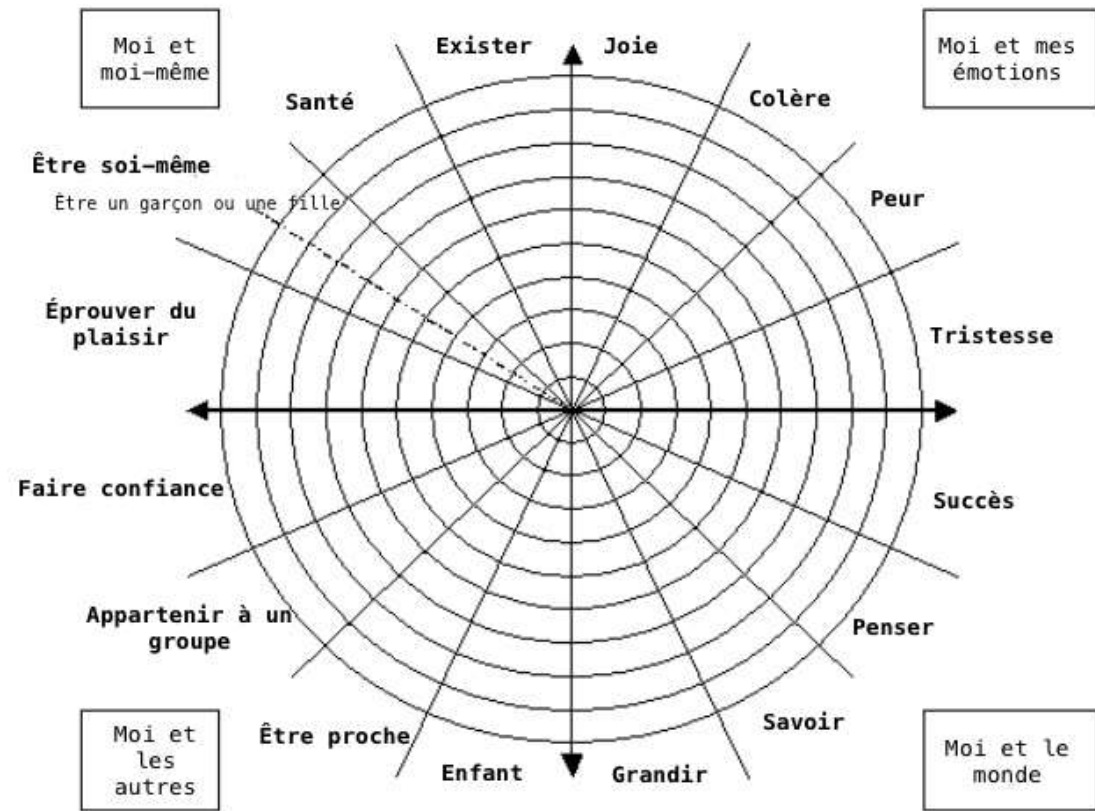 Moi et
moi-même
Exister
Joie
Moi et mes
émotions
Santé
Colère
Être soi-même
Être un garçon ou une fille
Peur
Éprouver du
plaisir
Tristesse
Faire confiance
Succès
Appartenir à un
groupe
Penser
Être proche
Savoir
Enfant
Grandir
Moi et
les
autres
Moi et le
monde